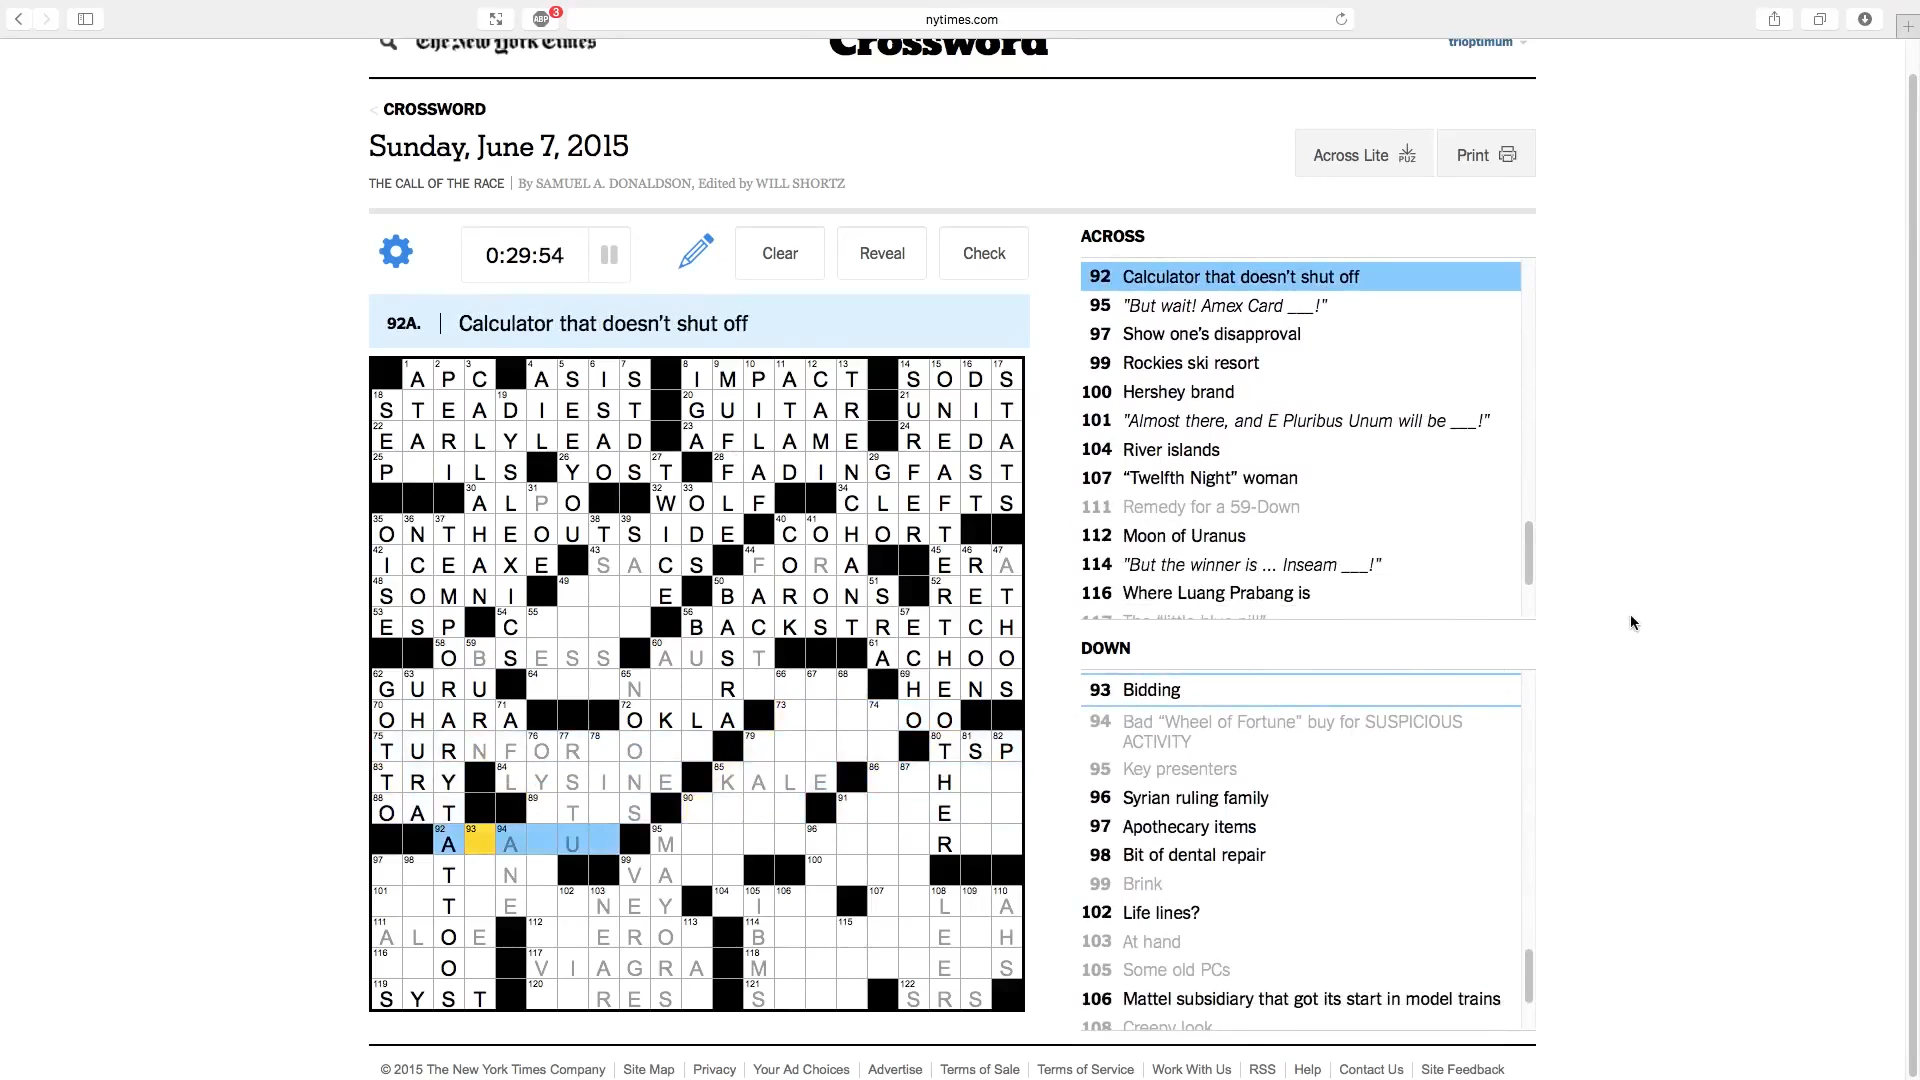 nytimes.com
ABP 3
The New York Times
Crossword
trioptimum
< CROSSWORD
Sunday, June 7, 2015
Across Lite PUZ
Print
THE CALL OF THE RACE | By SAMUEL A. DONALDSON, Edited by WILL SHORTZ
0:29:54
Clear
Reveal
Check
92A. | Calculator that doesn't shut off
A P C A S I S I M P A C T S O D S
S T E A D I E S T G U I T A R U N I T
E A R L Y L E A D A F L A M E R E D A
P I L S Y O S T F A D I N G F A S T
A L P O W O L F C L E F T S
O N T H E O U T S I D E C O H O R T
I C E A X E S A C S F O R A E R A
S O M N I E B A R O N S R E T
E S P C B A C K S T R E T C H
O B S E S S A U S T A C H O O
G U R U N R H E N S
O H A R A O K L A O O
T U R N F O R O T S P
T R Y L Y S I N E K A L E H
O A T T S E
A A U M R
T N V A
T E N E Y I L A
A L O E E R O B E H
O V I A G R A M E S
S Y S T R E S S S R S
ACROSS
92 Calculator that doesn't shut off
95 "But wait! Amex Card ___!"
97 Show one's disapproval
99 Rockies ski resort
100 Hershey brand
101 "Almost there, and E Pluribus Unum will be ___!"
104 River islands
107 “Twelfth Night” woman
111 Remedy for a 59-Down
112 Moon of Uranus
114 "But the winner is ... Inseam ___!"
116 Where Luang Prabang is
117 The “little blue pill”
DOWN
93 Bidding
94 Bad “Wheel of Fortune” buy for SUSPICIOUS
ACTIVITY
95 Key presenters
96 Syrian ruling family
97 Apothecary items
98 Bit of dental repair
99 Brink
102 Life lines?
103 At hand
105 Some old PCs
106 Mattel subsidiary that got its start in model trains
108 Creepy look
© 2015 The New York Times Company | Site Map | Privacy | Your Ad Choices | Advertise | Terms of Sale | Terms of Service | Work With Us | RSS | Help | Contact Us | Site Feedback